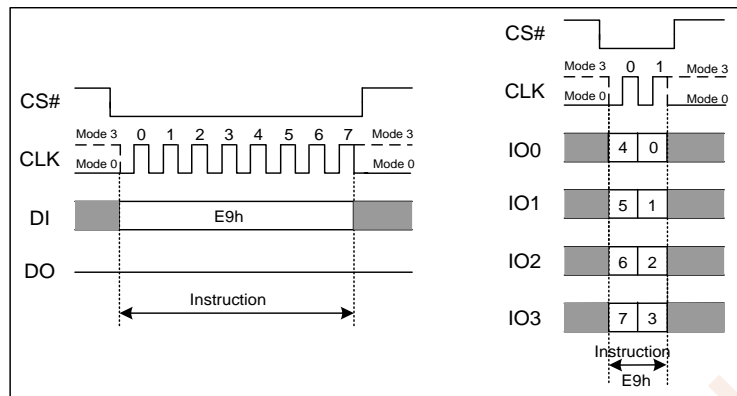 CS#
Mode 3 0 1 2 3 4 5 6 7 Mode 3
CLK
Mode 0 Mode 0
DI E9h
DO
Instruction
CS#
Mode 3 0 1 Mode 3
CLK
Mode 0 Mode 0
IO0 4 0
IO1 5 1
IO2 6 2
IO3 7 3
Instruction
E9h